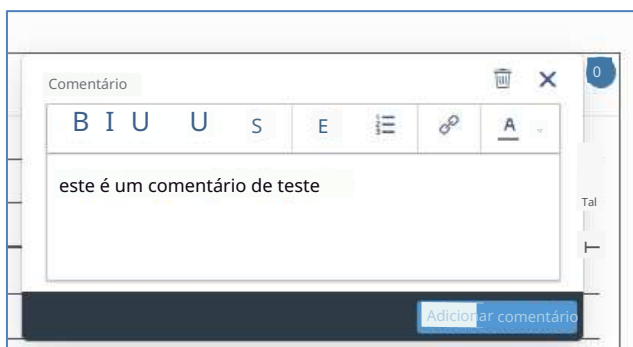 Comentário
0
B I U U S E A
este é um comentário de teste
Tal
Adicionar comentário